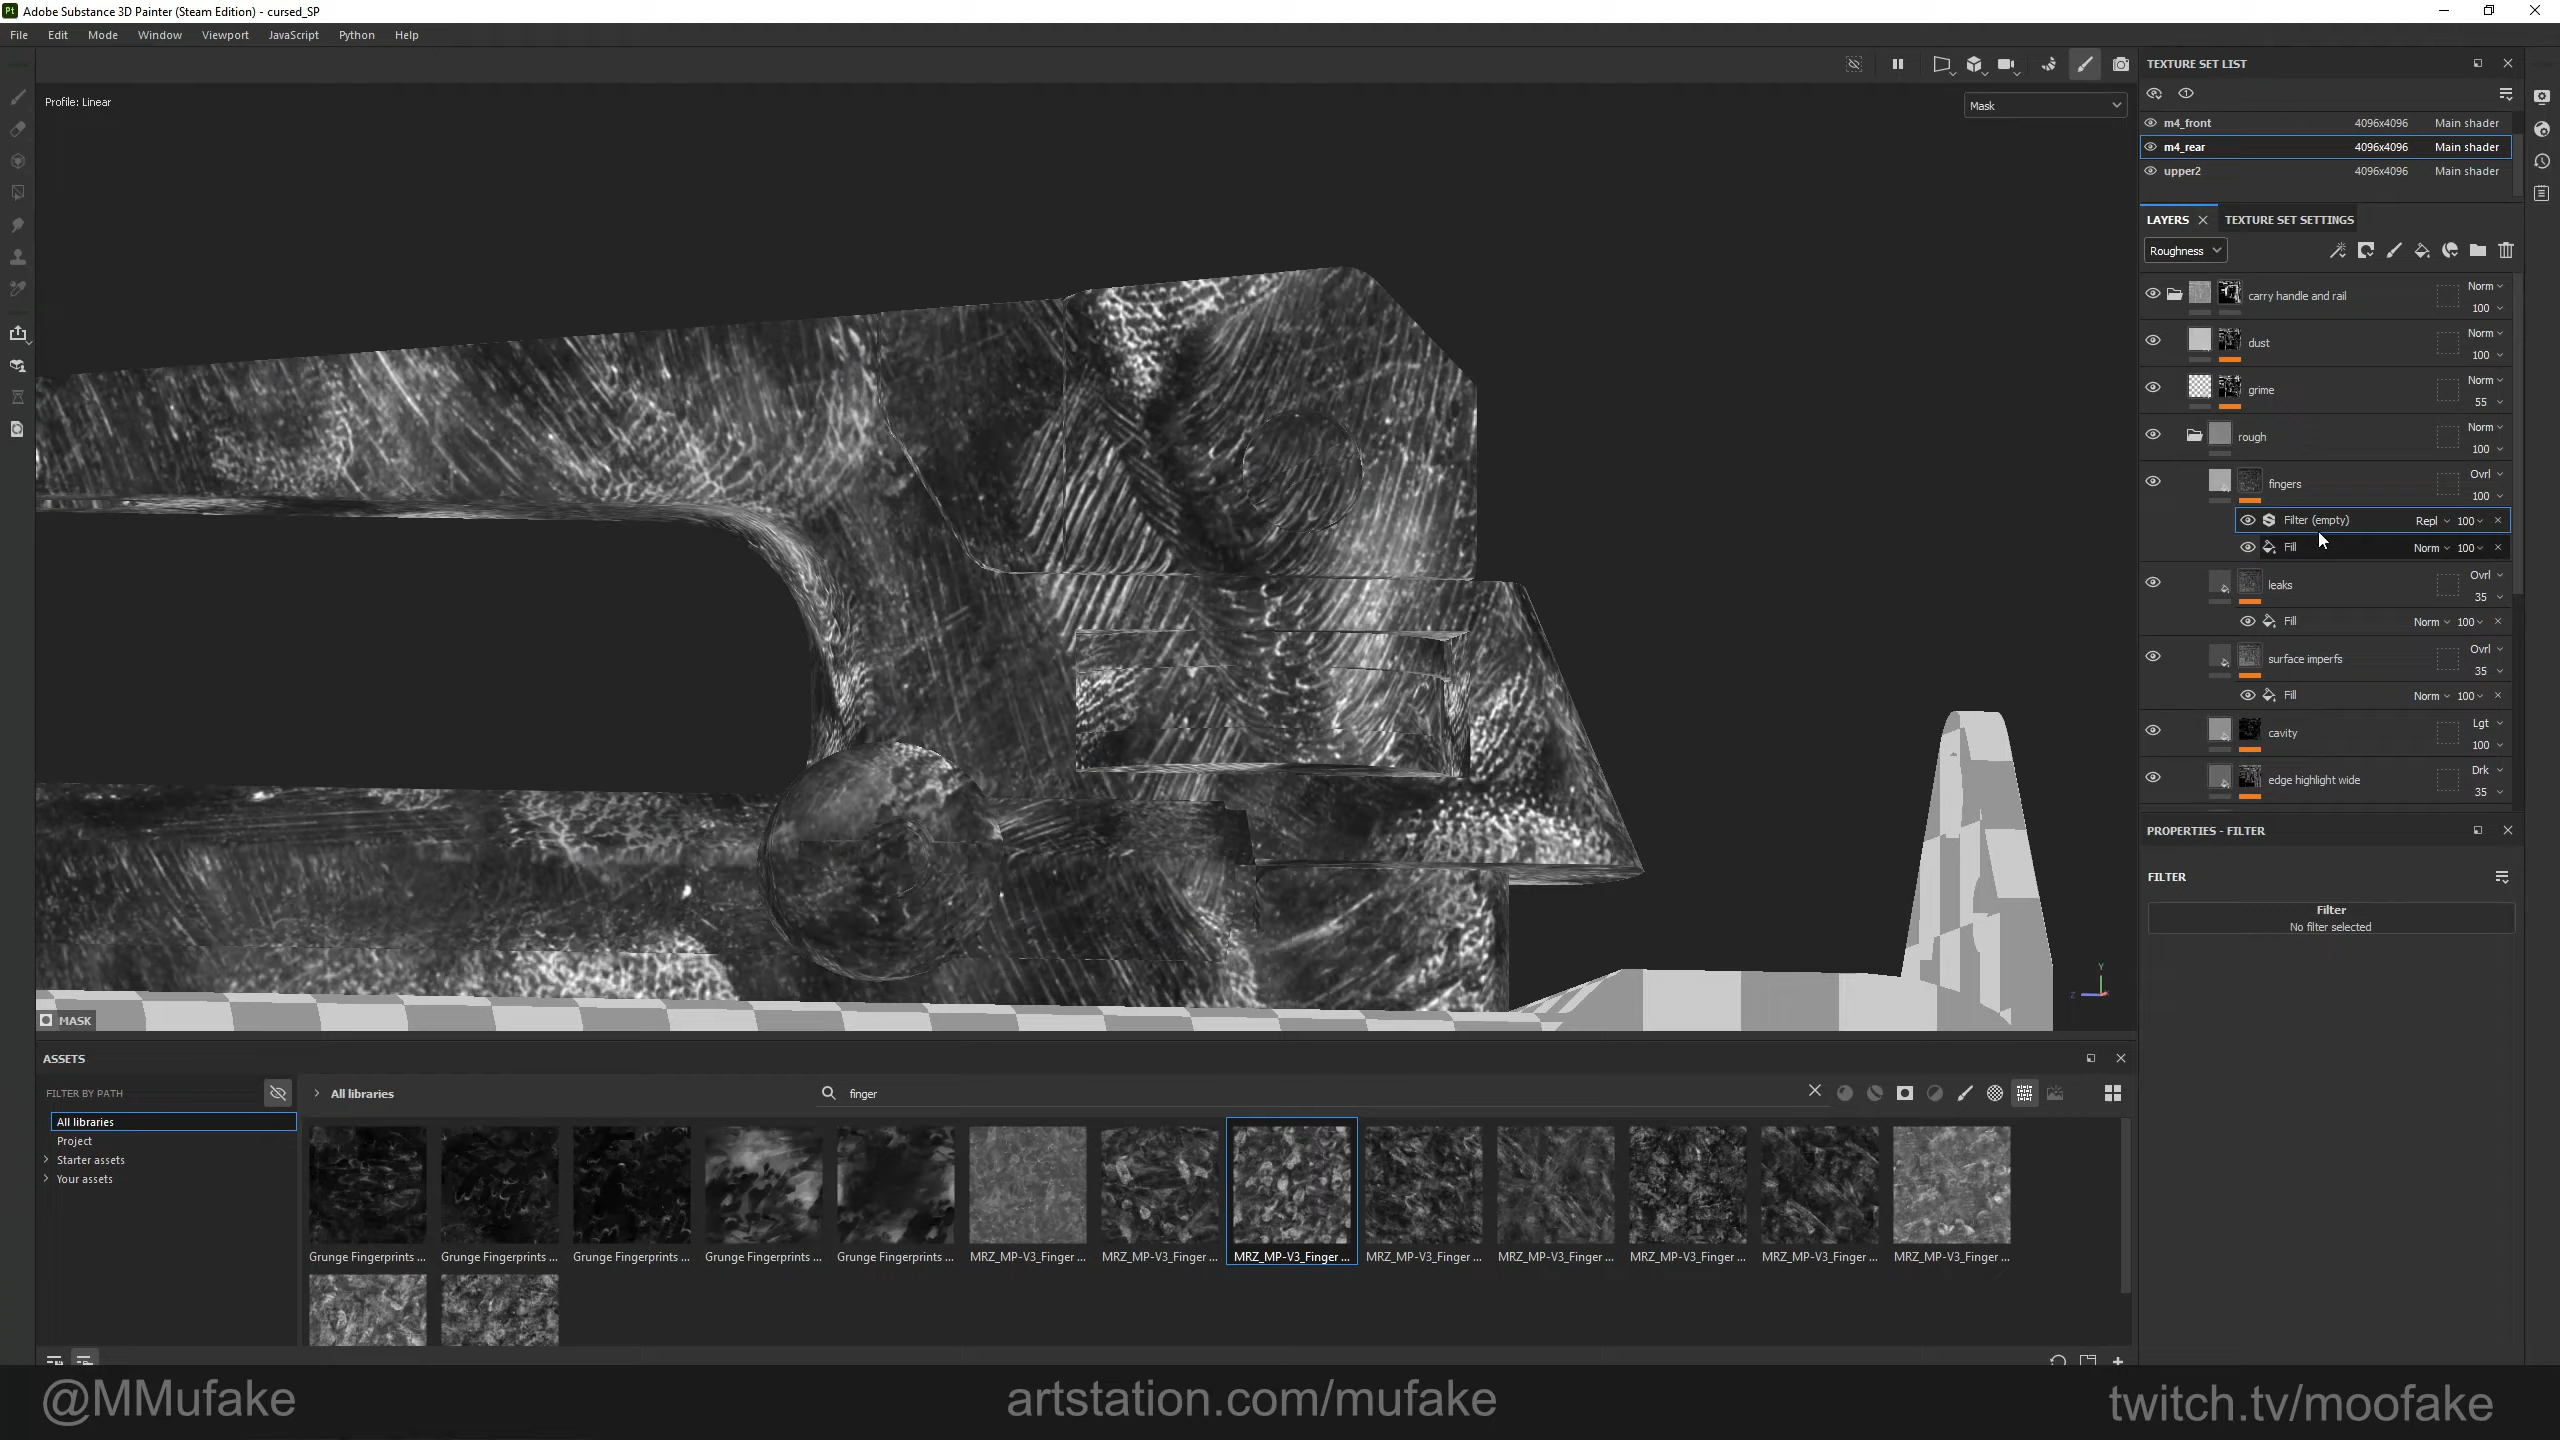 Adobe Substance 3D Painter (Steam Edition) - cursed_SP
File Edit Mode Window Viewport JavaScript Python Help
Profile: Linear
Mask
MASK
TEXTURE SET LIST
m4_front 4096x4096 Main shader
m4_rear 4096x4096 Main shader
upper2 4096x4096 Main shader
LAYERS TEXTURE SET SETTINGS
Roughness
carry handle and rail Norm 100
dust Norm 100
grime Norm 55
rough Norm 100
fingers Ovrl 100
Filter (empty) Repl 100
Fill Norm 100
leaks Ovrl 35
Fill Norm 100
surface imperfs Ovrl 35
Fill Norm 100
cavity Lgt 100
edge highlight wide Drk 35
PROPERTIES - FILTER
FILTER
Filter
No filter selected
ASSETS
FILTER BY PATH
All libraries
Project
Starter assets
Your assets
All libraries
finger
Grunge Fingerprints ...
Grunge Fingerprints ...
Grunge Fingerprints ...
Grunge Fingerprints ...
Grunge Fingerprints ...
MRZ_MP-V3_Finger ...
MRZ_MP-V3_Finger ...
MRZ_MP-V3_Finger ...
MRZ_MP-V3_Finger ...
MRZ_MP-V3_Finger ...
MRZ_MP-V3_Finger ...
MRZ_MP-V3_Finger ...
MRZ_MP-V3_Finger ...
Y
Z
@MMufake
artstation.com/mufake
twitch.tv/moofake